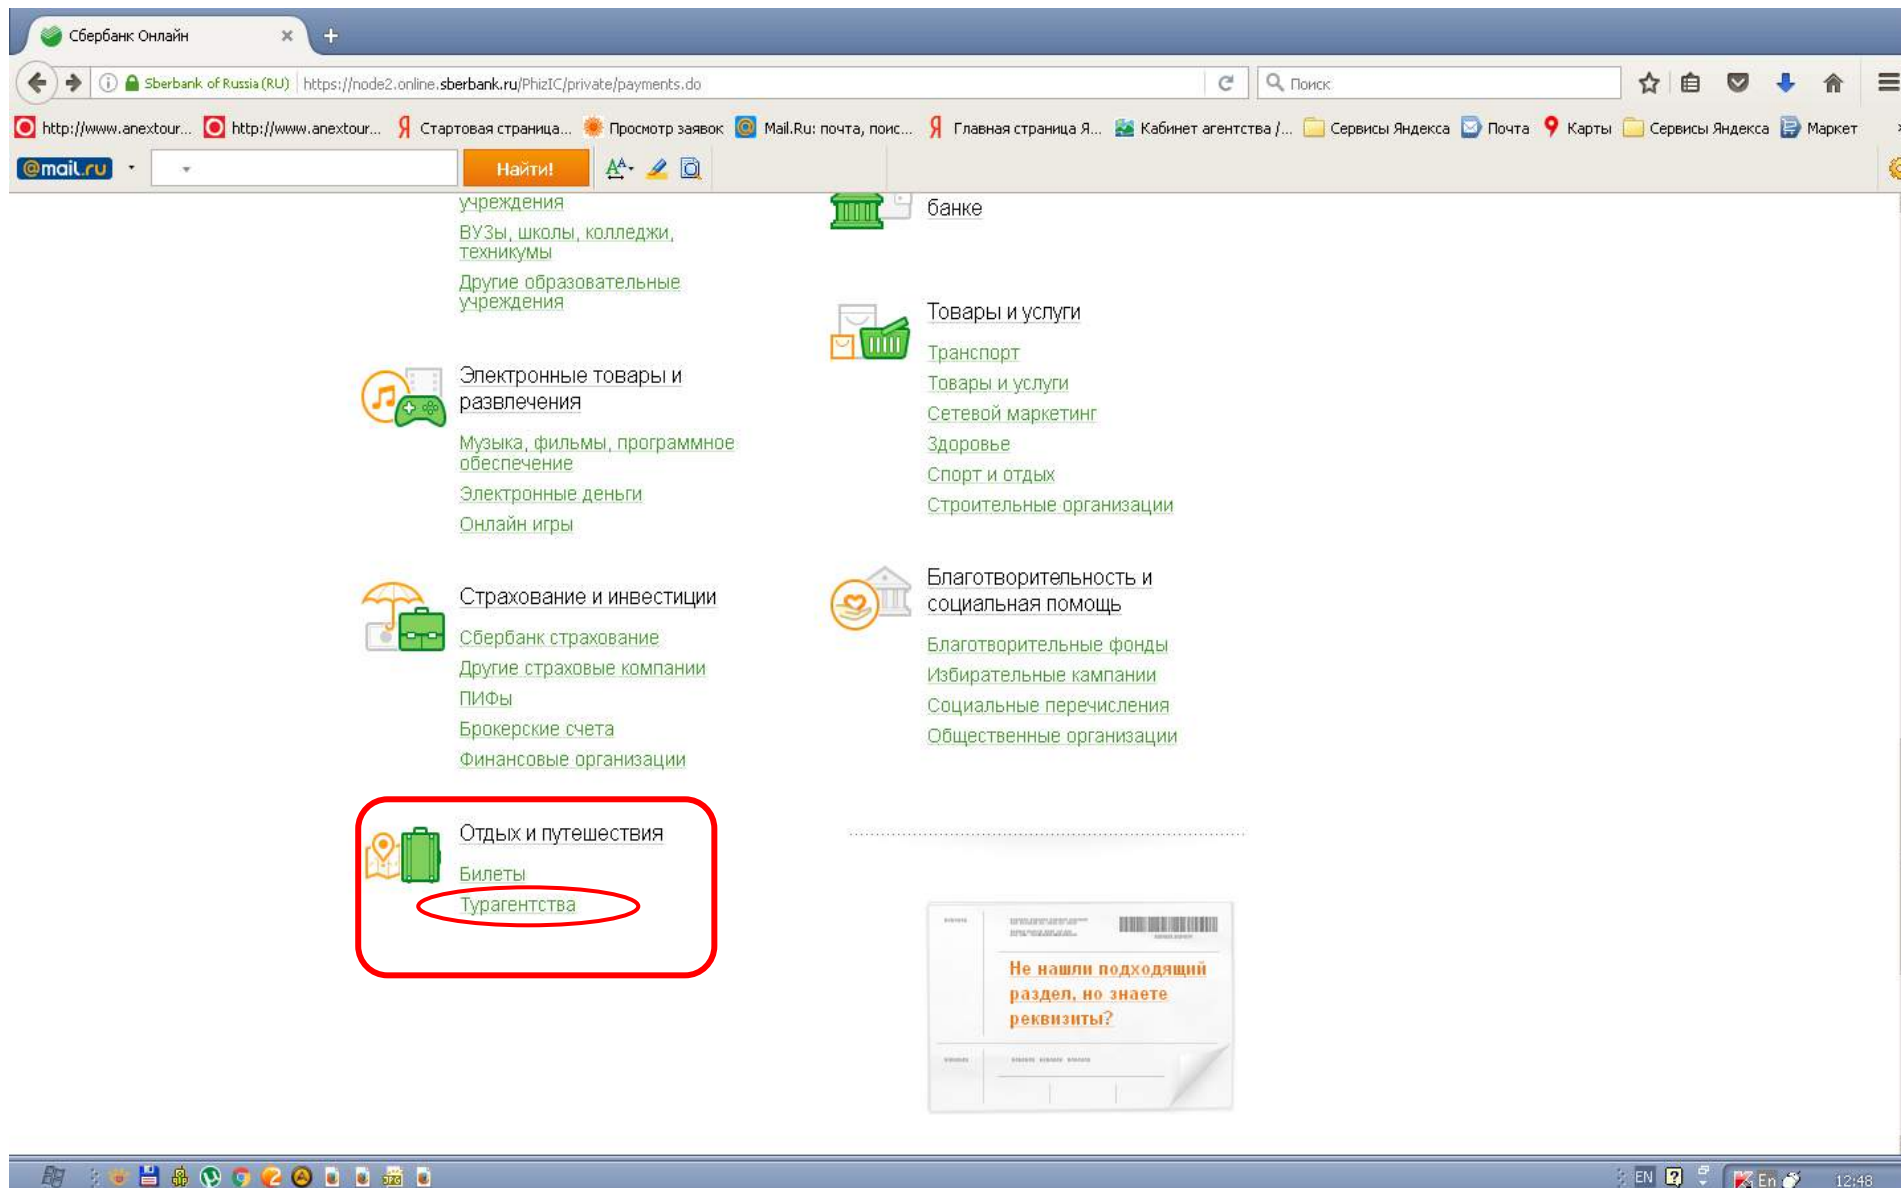 Сбербанк Онлайн
Sberbank of Russia (RU) https://node2.online.sberbank.ru/PhizIC/private/payments.do
Поиск
http://www.anextour... http://www.anextour... Стартовая страница... Просмотр заявок Mail.Ru: почта, поис... Главная страница Я... Кабинет агентства /... Сервисы Яндекса Почта Карты Сервисы Яндекса Маркет
@mail.ru Найти!
учреждения
ВУЗы, школы, колледжи,
техникумы
Другие образовательные
учреждения
Электронные товары и
развлечения
Музыка, фильмы, программное
обеспечение
Электронные деньги
Онлайн игры
Страхование и инвестиции
Сбербанк страхование
Другие страховые компании
ПИФы
Брокерские счета
Финансовые организации
Отдых и путешествия
Билеты
Турагентства
банке
Товары и услуги
Транспорт
Товары и услуги
Сетевой маркетинг
Здоровье
Спорт и отдых
Строительные организации
Благотворительность и
социальная помощь
Благотворительные фонды
Избирательные кампании
Социальные перечисления
Общественные организации
Не нашли подходящий
раздел, но знаете
реквизиты?
EN En 12:48